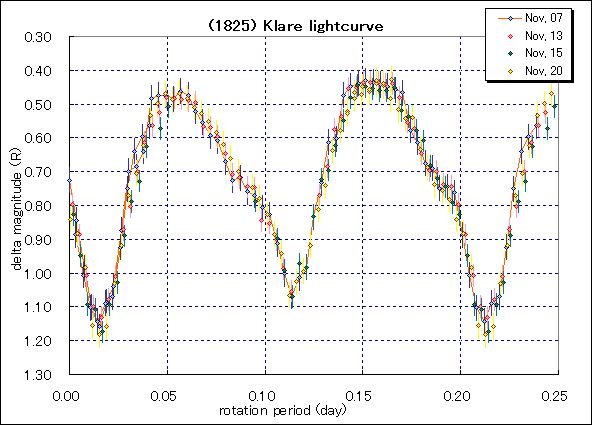 (1825) Klare lightcurve
Nov, 07
Nov, 13
Nov, 15
Nov, 20
0.30
0.40
0.50
0.60
0.70
0.80
0.90
1.00
1.10
1.20
1.30
delta magnitude (R)
0.00 0.05 0.10 0.15 0.20 0.25
rotation period (day)